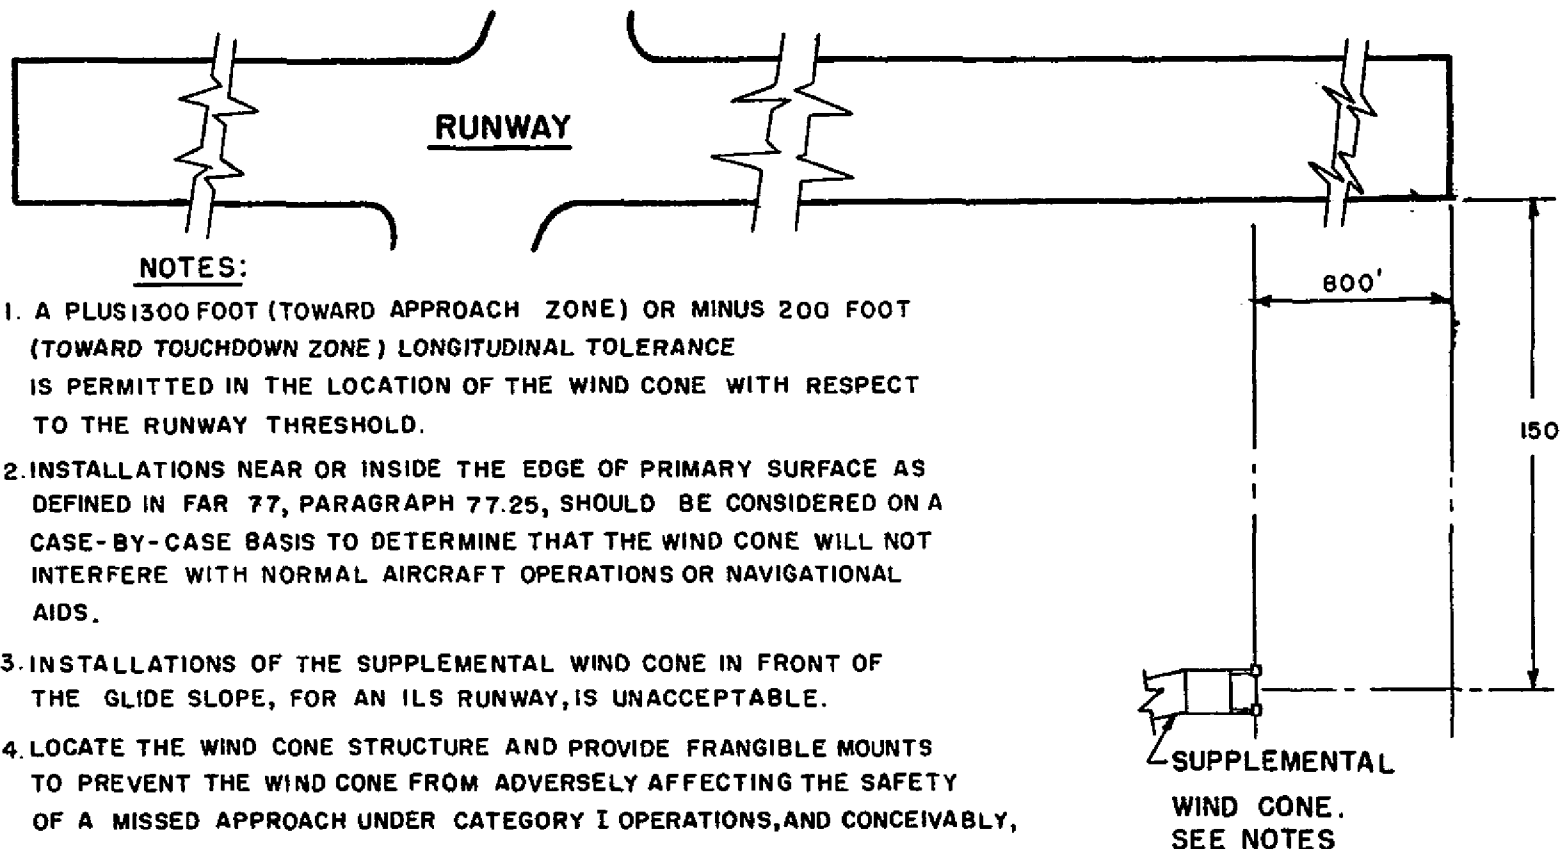 RUNWAY
NOTES:
1. A PLUS 1300 FOOT (TOWARD APPROACH ZONE) OR MINUS 200 FOOT
(TOWARD TOUCHDOWN ZONE) LONGITUDINAL TOLERANCE
IS PERMITTED IN THE LOCATION OF THE WIND CONE WITH RESPECT
TO THE RUNWAY THRESHOLD.
2. INSTALLATIONS NEAR OR INSIDE THE EDGE OF PRIMARY SURFACE AS
DEFINED IN FAR 77, PARAGRAPH 77.25, SHOULD BE CONSIDERED ON A
CASE-BY-CASE BASIS TO DETERMINE THAT THE WIND CONE WILL NOT
INTERFERE WITH NORMAL AIRCRAFT OPERATIONS OR NAVIGATIONAL
AIDS.
3. INSTALLATIONS OF THE SUPPLEMENTAL WIND CONE IN FRONT OF
THE GLIDE SLOPE, FOR AN ILS RUNWAY, IS UNACCEPTABLE.
4. LOCATE THE WIND CONE STRUCTURE AND PROVIDE FRANGIBLE MOUNTS
TO PREVENT THE WIND CONE FROM ADVERSELY AFFECTING THE SAFETY
OF A MISSED APPROACH UNDER CATEGORY I OPERATIONS, AND CONCEIVABLY,
800'
150
SUPPLEMENTAL
WIND CONE.
SEE NOTES